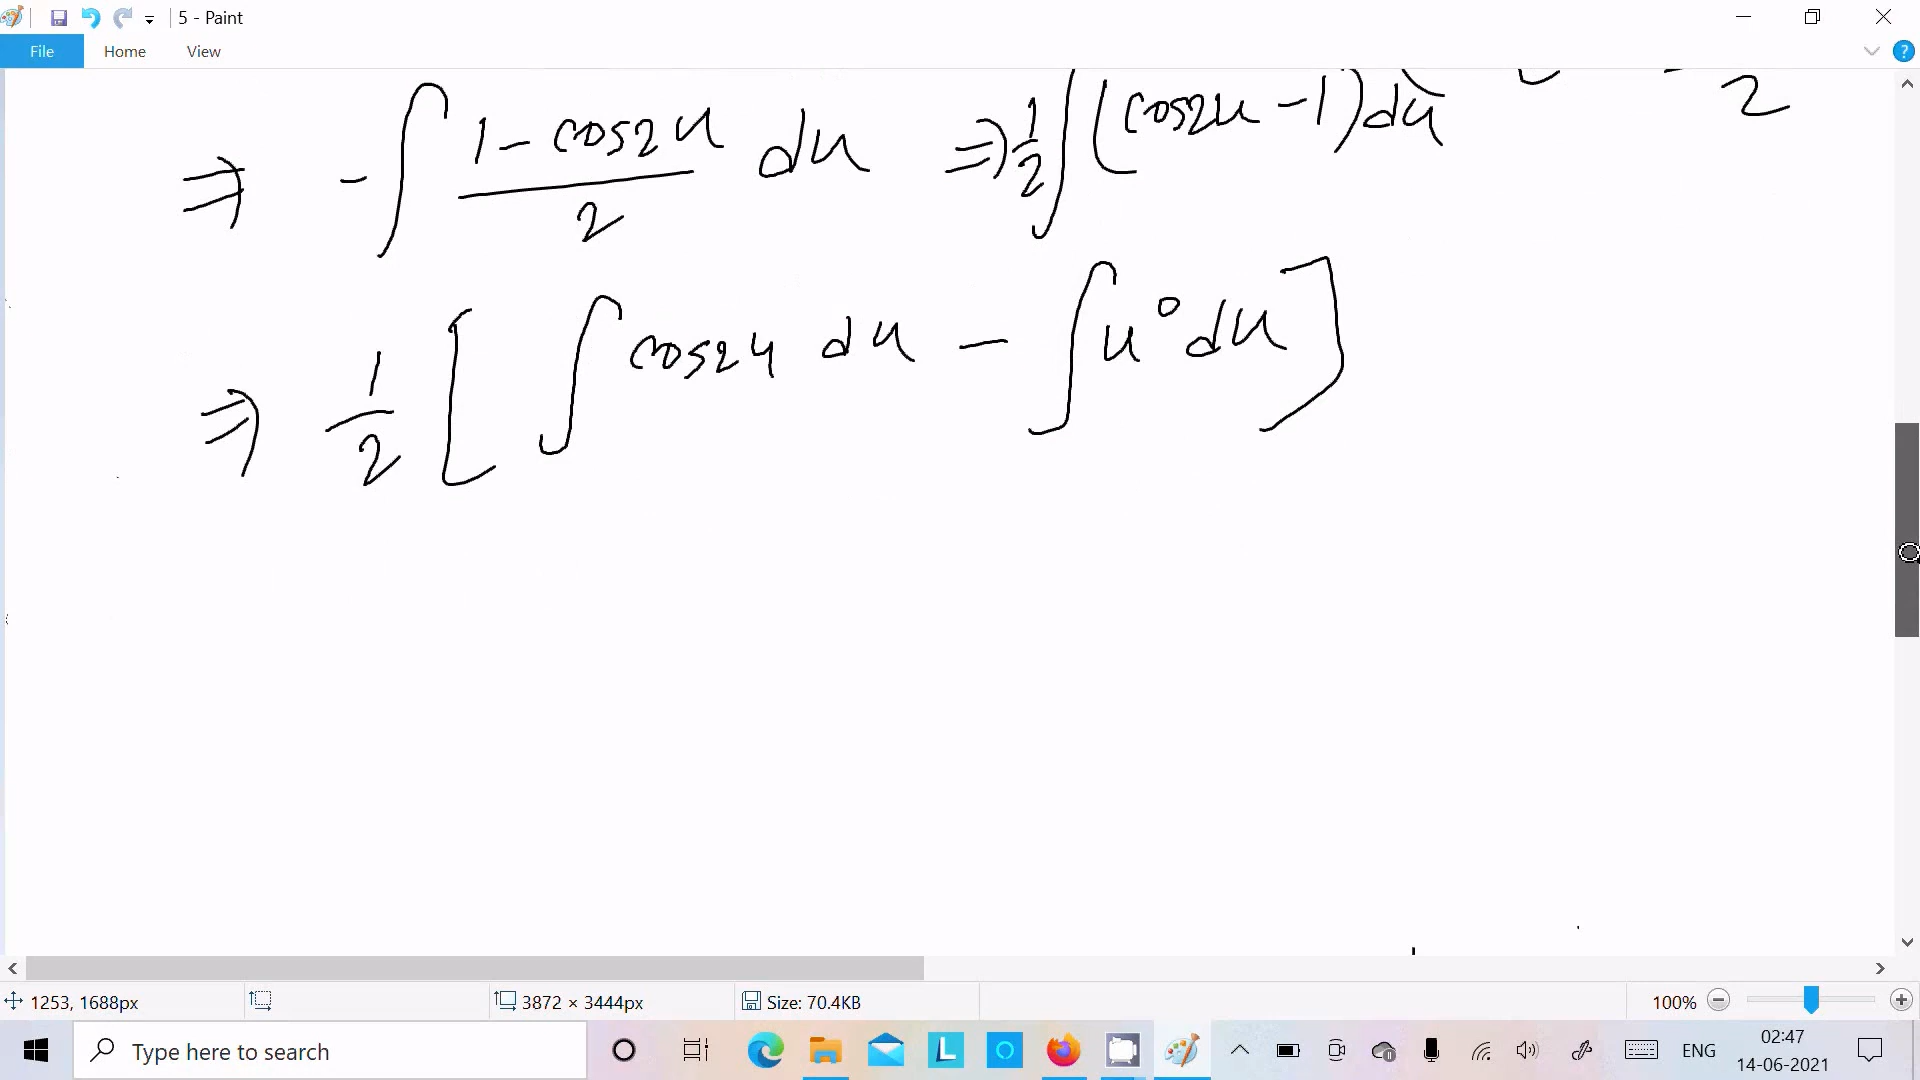 5 - Paint
File Home View
⇒ -∫ (1 - cos2u)/2 du ⇒ 1/2 ∫(cos2u - 1)du
2
⇒ 1/2 [ ∫ cos2u du - ∫ u⁰ du ]
1253, 1688px 3872 × 3444px Size: 70.4KB 100%
Type here to search ENG 02:47
14-06-2021